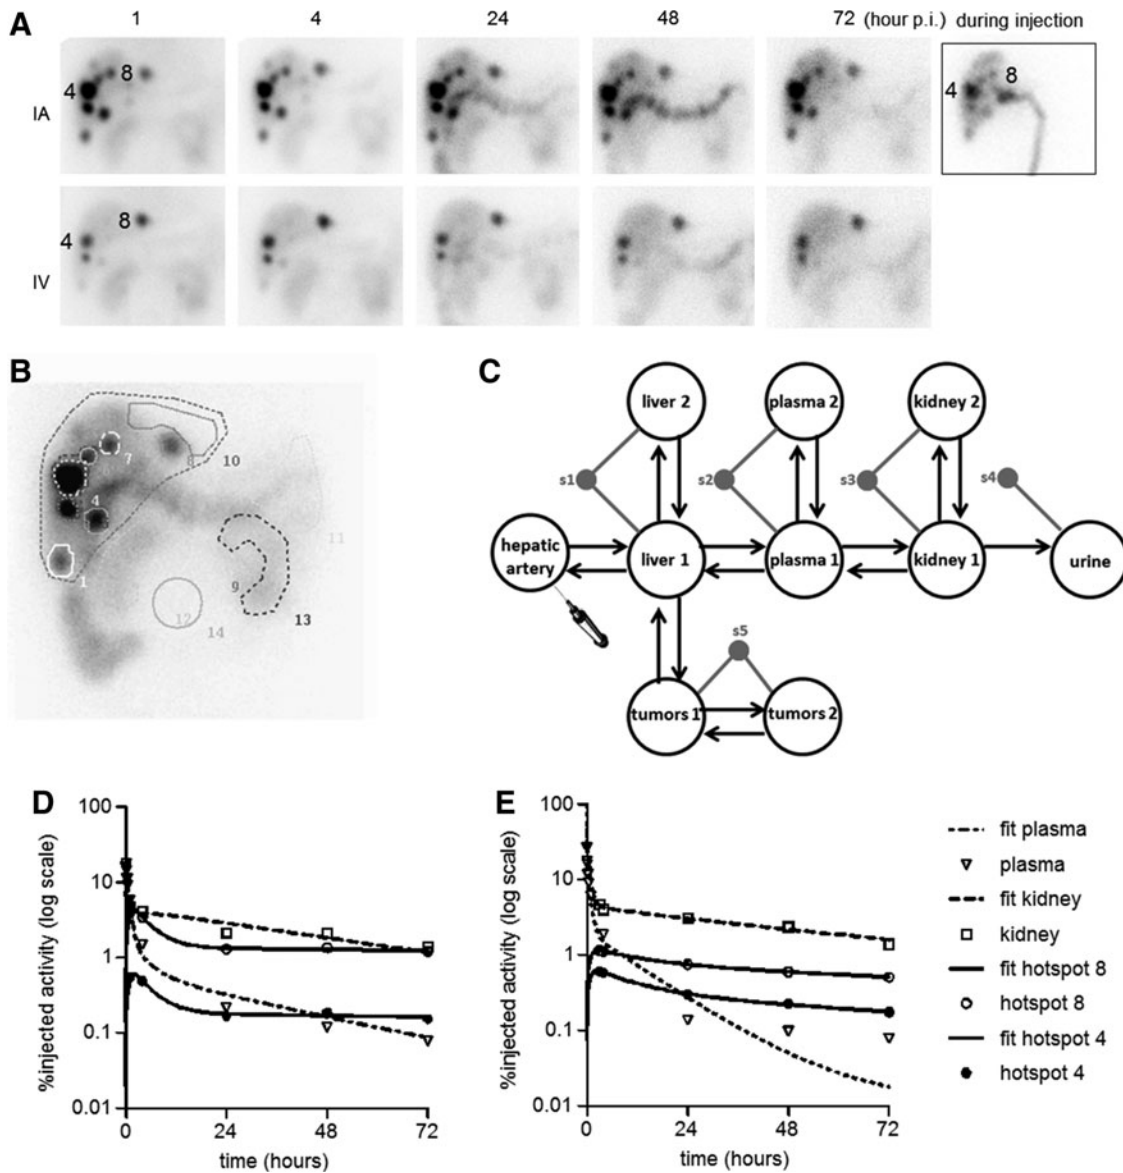 A
1 4 24 48 72 (hour p.i.) during injection
IA
4 8
4 8
IV
4 8
B
7
8
10
4
1
11
9
12
14
13
C
liver 2 plasma 2 kidney 2
s1 s2 s3 s4
hepatic artery liver 1 plasma 1 kidney 1 urine
s5
tumors 1 tumors 2
D
%injected activity (log scale)
100
10
1
0.1
0.01
0 24 48 72
time (hours)
E
%injected activity (log scale)
100
10
1
0.1
0.01
0 24 48 72
time (hours)
fit plasma
plasma
fit kidney
kidney
fit hotspot 8
hotspot 8
fit hotspot 4
hotspot 4